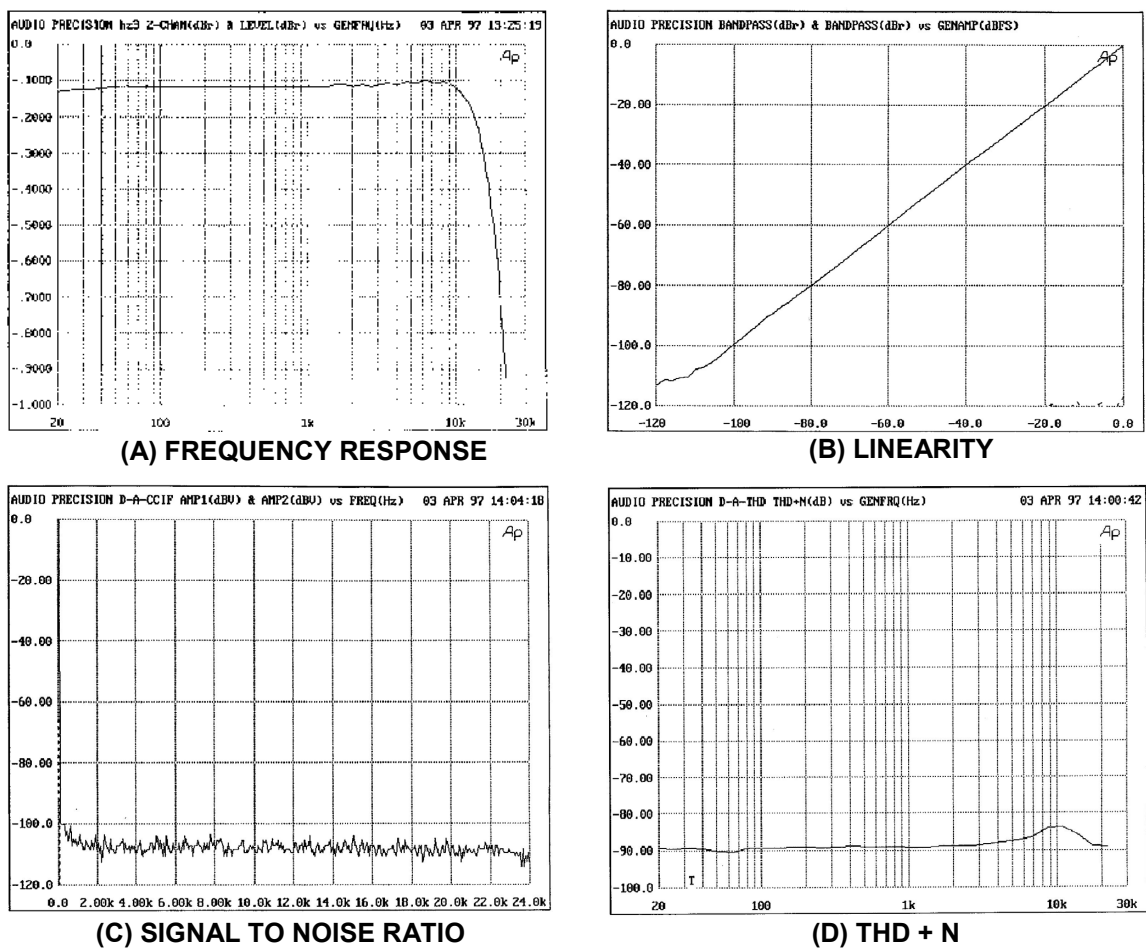 AUDIO PRECISION hz3 Z-CHAN(dBr) & LEVEL(dBr) vs GENFRQ(Hz) 03 APR 97 13:25:19
0.0
Ap
-.1000
-.2000
-.3000
-.4000
-.5000
-.6000
-.7000
-.8000
-.9000
-1.000
20 100 1k 10k 30k
(A) FREQUENCY RESPONSE
AUDIO PRECISION BANDPASS(dBr) & BANDPASS(dBr) vs GENAMP(dBFS)
0.0
Ap
-20.00
-40.00
-60.00
-80.00
-100.0
-120.0
-120 -100 -80.0 -60.0 -40.0 -20.0 0.0
(B) LINEARITY
AUDIO PRECISION D-A-CCIF AMP1(dBV) & AMP2(dBV) vs FREQ(Hz) 03 APR 97 14:04:18
0.0
Ap
-20.00
-40.00
-60.00
-80.00
-100.0
-120.0
0.0 2.00k 4.00k 6.00k 8.00k 10.0k 12.0k 14.0k 16.0k 18.0k 20.0k 22.0k 24.0k
(C) SIGNAL TO NOISE RATIO
AUDIO PRECISION D-A-THD THD+N(dB) vs GENFRQ(Hz) 03 APR 97 14:00:42
0.0
Ap
-10.00
-20.00
-30.00
-40.00
-50.00
-60.00
-70.00
-80.00
-90.00
T
-100.0
20 100 1k 10k 30k
(D) THD + N